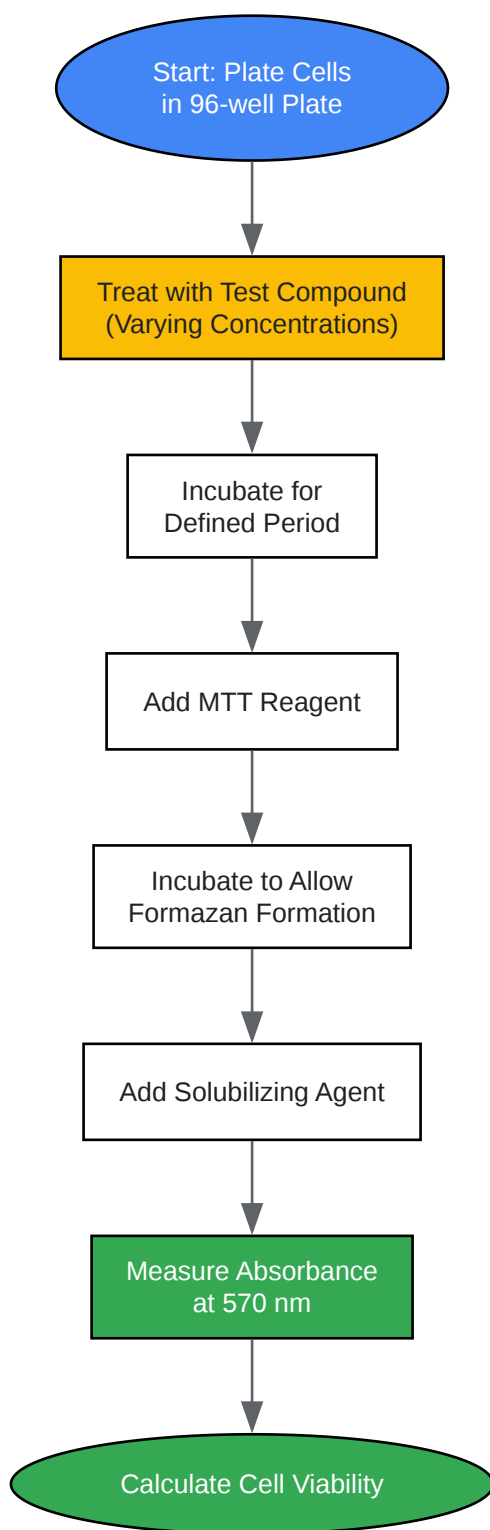 Start: Plate Cells
in 96-well Plate
Treat with Test Compound
(Varying Concentrations)
Incubate for
Defined Period
Add MTT Reagent
Incubate to Allow
Formazan Formation
Add Solubilizing Agent
Measure Absorbance
at 570 nm
Calculate Cell Viability